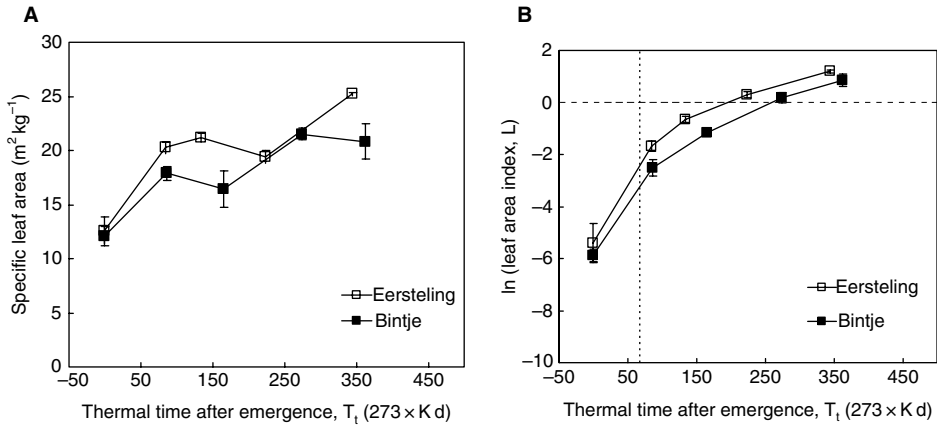 A
30
25
20
15
10
5
0
Specific leaf area (m² kg⁻¹)
Eersteling
Bintje
−50 50 150 250 350 450
Thermal time after emergence, Tₜ (273 × K d)
B
2
0
−2
−4
−6
−8
−10
ln (leaf area index, L)
Eersteling
Bintje
−50 50 150 250 350 450
Thermal time after emergence, Tₜ (273 × K d)